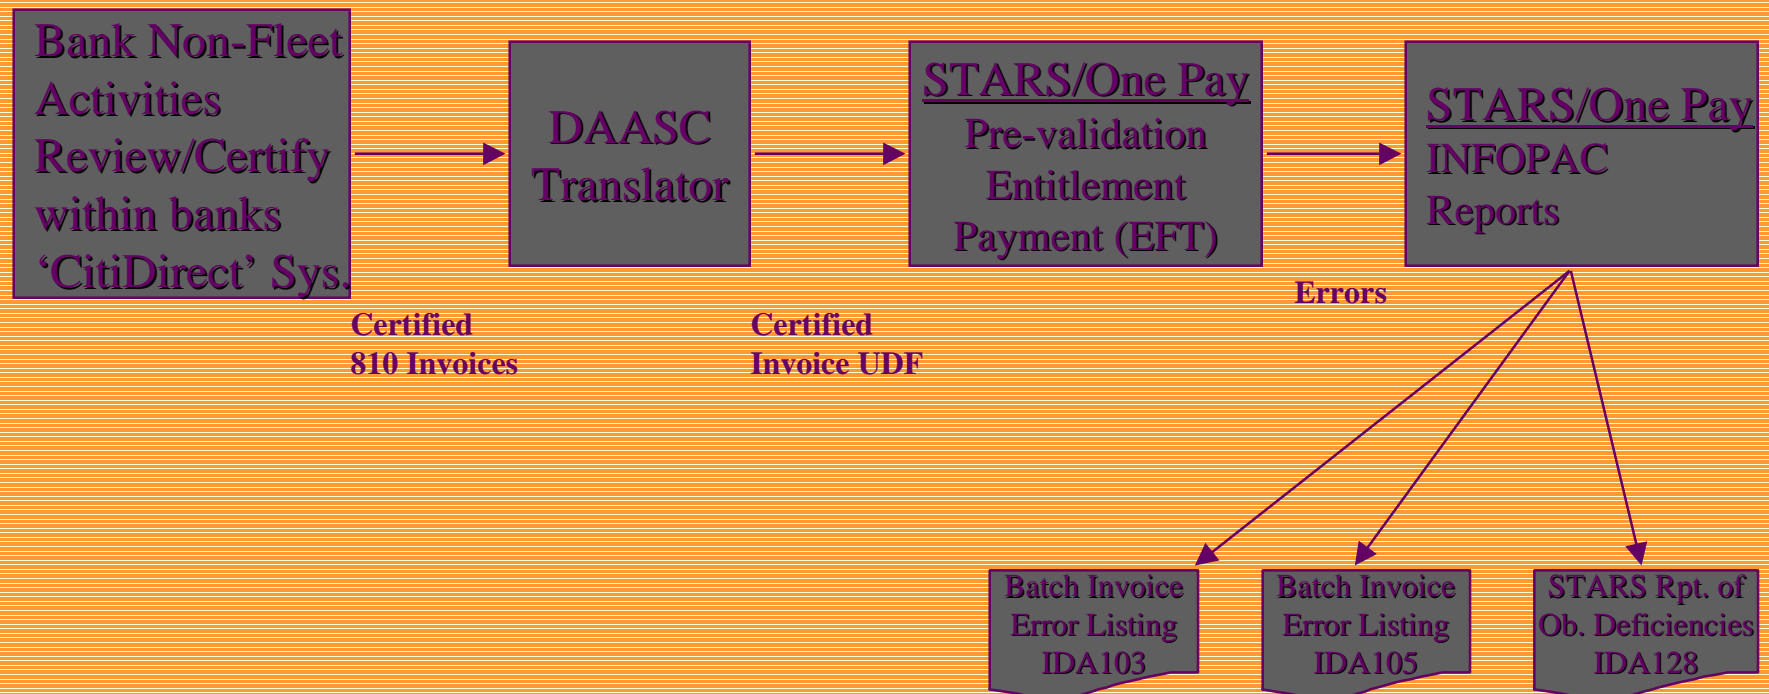 Bank Non-Fleet
Activities
Review/Certify
within banks
‘CitiDirect’ Sys.
DAASC
Translator
STARS/One Pay
Pre-validation
Entitlement
Payment (EFT)
STARS/One Pay
INFOPAC
Reports
Certified
810 Invoices
Certified
Invoice UDF
Errors
Batch Invoice
Error Listing
IDA103
Batch Invoice
Error Listing
IDA105
STARS Rpt. of
Ob. Deficiencies
IDA128